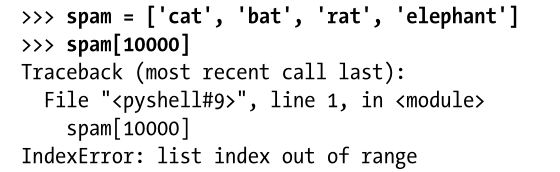 >>> spam = ['cat', 'bat', 'rat', 'elephant']
>>> spam[10000]
Traceback (most recent call last):
  File "<pyshell#9>", line 1, in <module>
    spam[10000]
IndexError: list index out of range